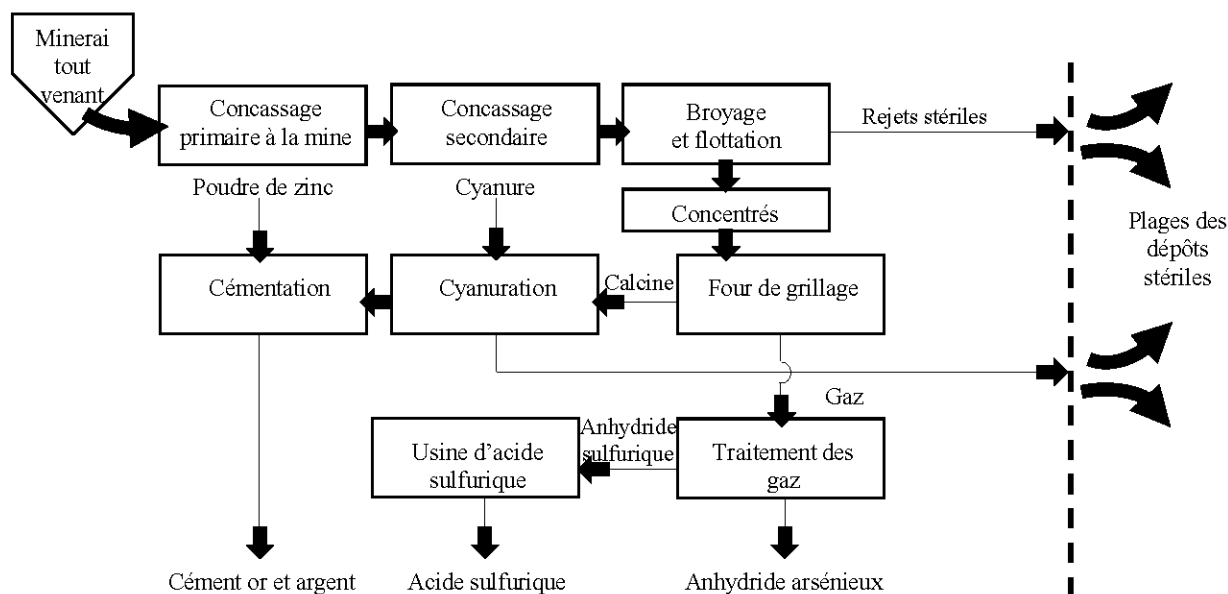 Minerai
tout
venant
Concassage
primaire à la mine
Concassage
secondaire
Broyage
et flottation
Rejets stériles
Poudre de zinc
Cyanure
Concentrés
Plages des
dépôts
stériles
Cémentation
Cyanuration
Calcine
Four de grillage
Gaz
Usine d’acide
sulfurique
Anhydride
sulfurique
Traitement des
gaz
Cément or et argent
Acide sulfurique
Anhydride arsénieux